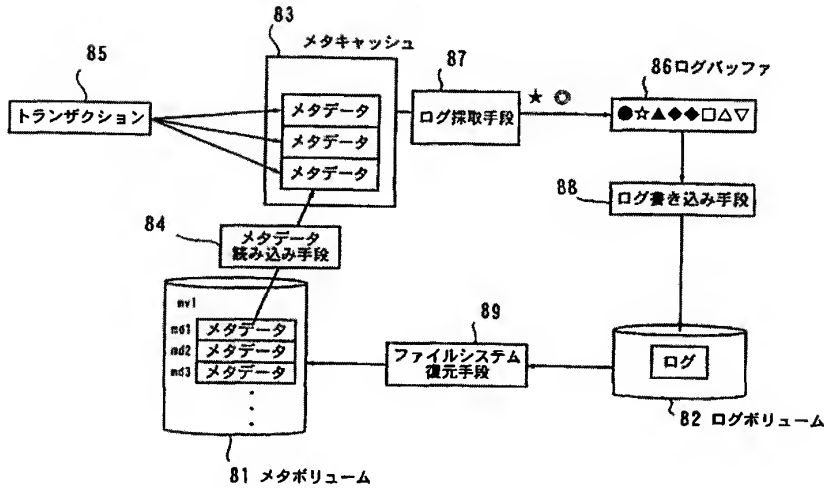 83
メタキャッシュ
85
87
トランザクション
メタデータ
メタデータ
メタデータ
ログ採取手段
★ ◎
86ログバッファ
●☆▲◆◆□△▽
88
ログ書き込み手段
84
メタデータ
読み込み手段
mv1
md1 メタデータ
md2 メタデータ
md3 メタデータ
89
ファイルシステム
復元手段
ログ
82 ログボリューム
81 メタボリューム